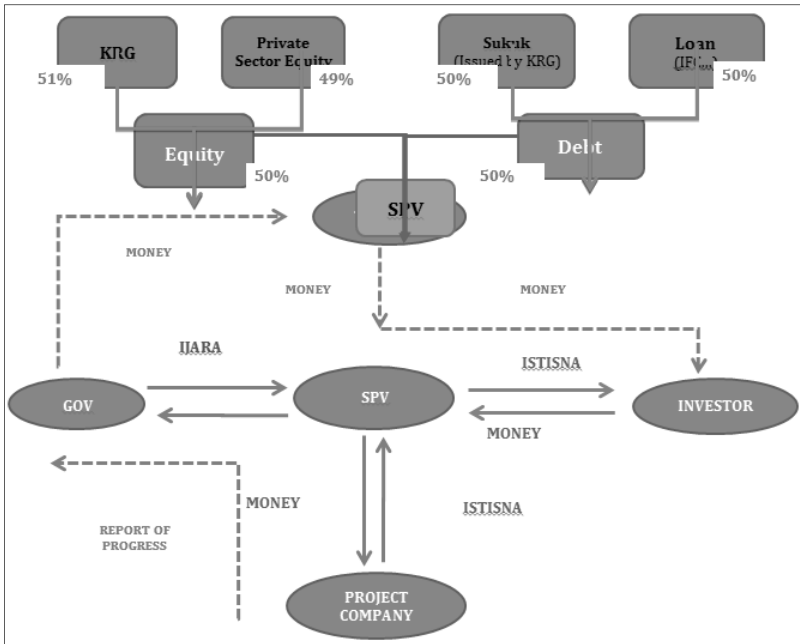 KRG
Private
Sector Equity
Sukuk
(Issued by KRG)
Loan
51%
49%
50%
50%
Equity
Debt
50%
50%
SPV
MONEY
MONEY
MONEY
IJARA
ISTISNA
GOV
SPV
INVESTOR
MONEY
MONEY
ISTISNA
REPORT OF
PROGRESS
PROJECT
COMPANY